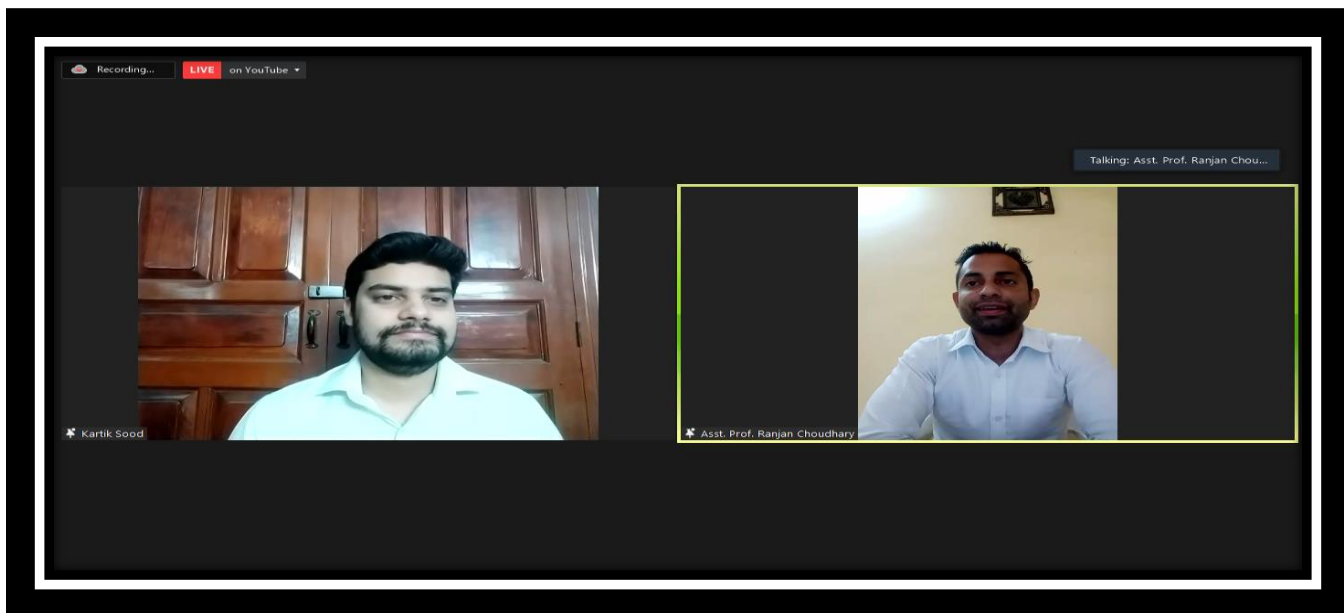 Recording...
LIVE on YouTube
Talking: Asst. Prof. Ranjan Chou...
Kartik Sood
Asst. Prof. Ranjan Choudhary